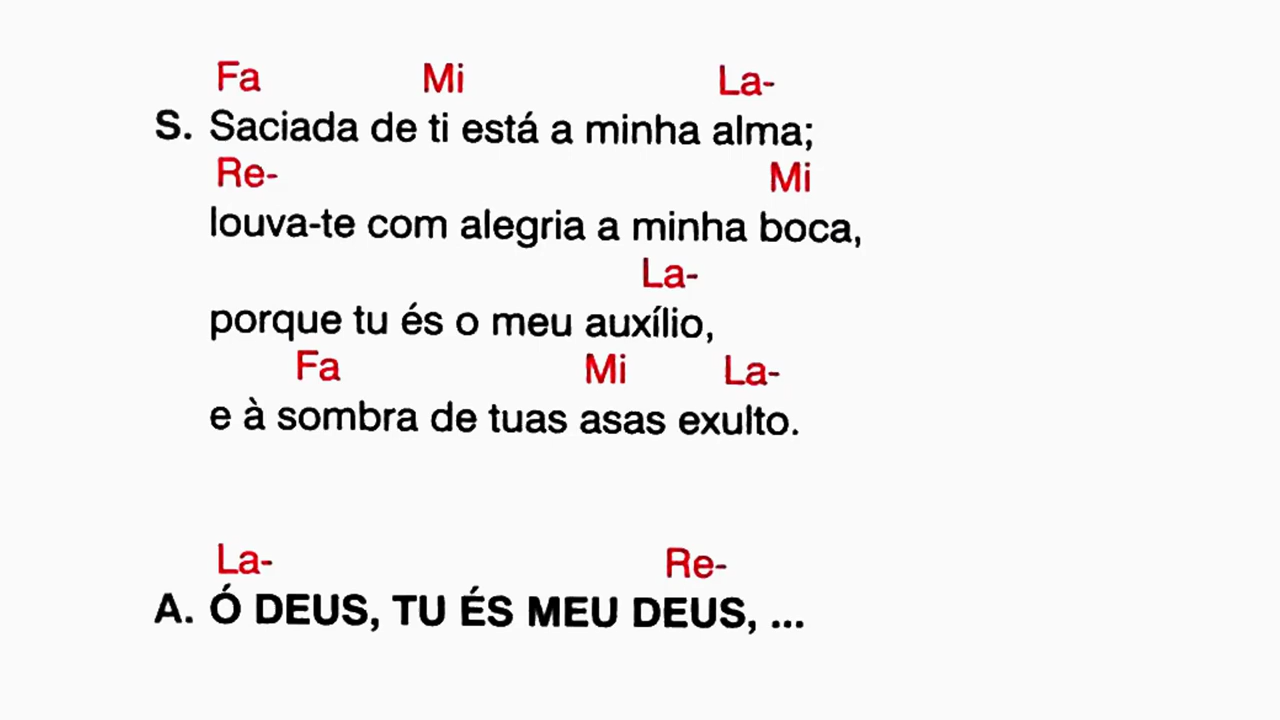 Fa Mi La-
S. Saciada de ti está a minha alma;
Re- Mi
louva-te com alegria a minha boca,
La-
porque tu és o meu auxílio,
Fa Mi La-
e à sombra de tuas asas exulto.
La- Re-
A. Ó DEUS, TU ÉS MEU DEUS, ...